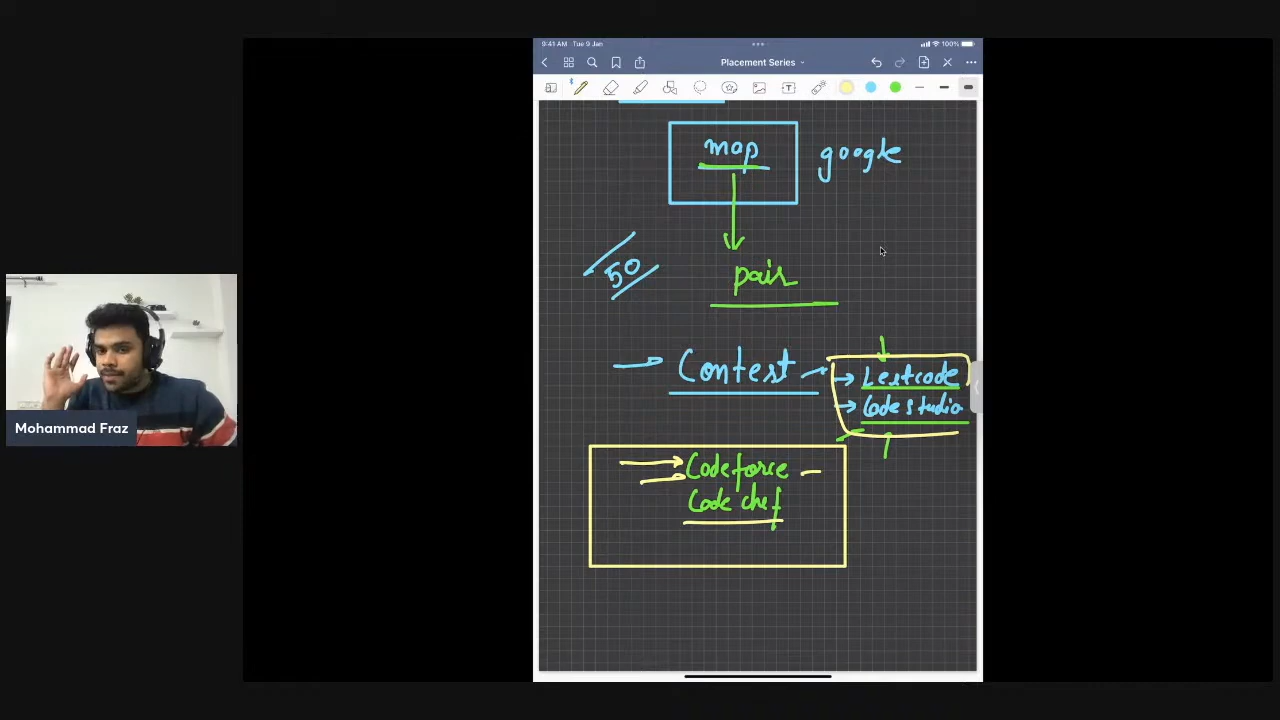 9:41 AM Tue 9 Jan
100%
Placement Series
map
google
50
pair
Contest
Leetcode
Code studio
Codeforce
Code chef
Mohammad Fraz